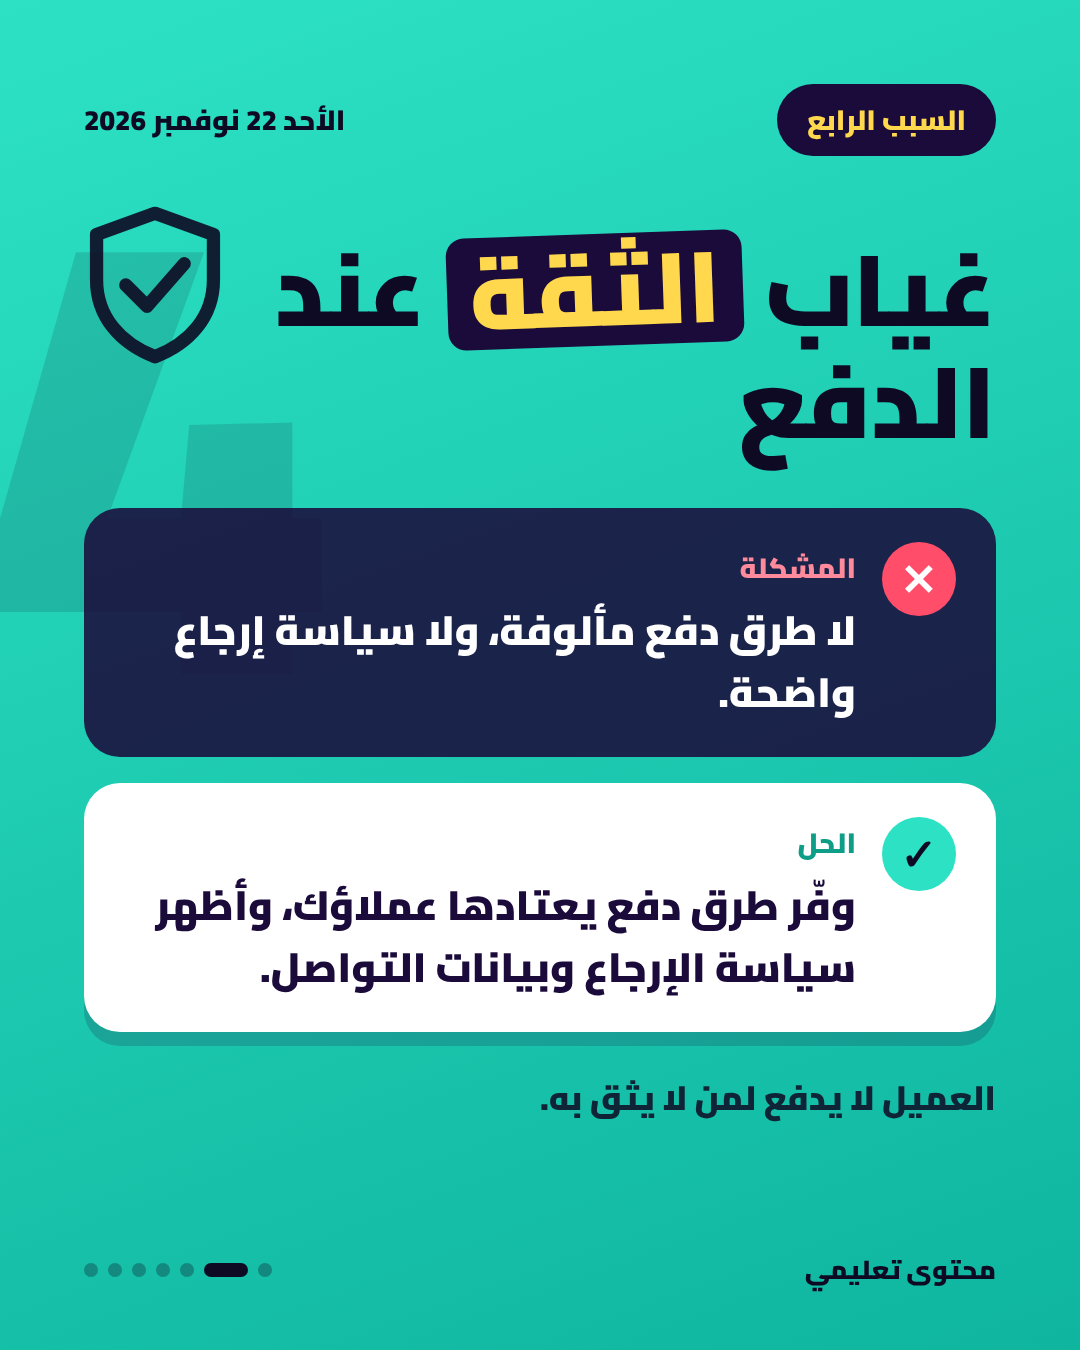 السبب الرابع
الأحد 22 نوفمبر 2026
غياب الثقة عند
الدفع
4
المشكلة
لا طرق دفع مألوفة، ولا سياسة إرجاع
واضحة.
الحل
وفّر طرق دفع يعتادها عملاؤك، وأظهر
سياسة الإرجاع وبيانات التواصل.
العميل لا يدفع لمن لا يثق به.
محتوى تعليمي